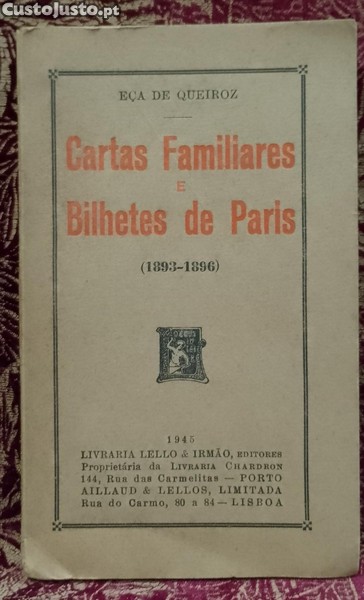 CustoJusto.pt
EÇA DE QUEIROZ
Cartas Familiares
E
Bilhetes de Paris
(1893-1896)
1945
LIVRARIA LELLO & IRMÃO, EDITORES
Proprietária da LIVRARIA CHARDRON
144, Rua das Carmelitas — PORTO
AILLAUD & LELLOS, LIMITADA
Rua do Carmo, 80 a 84 — LISBOA